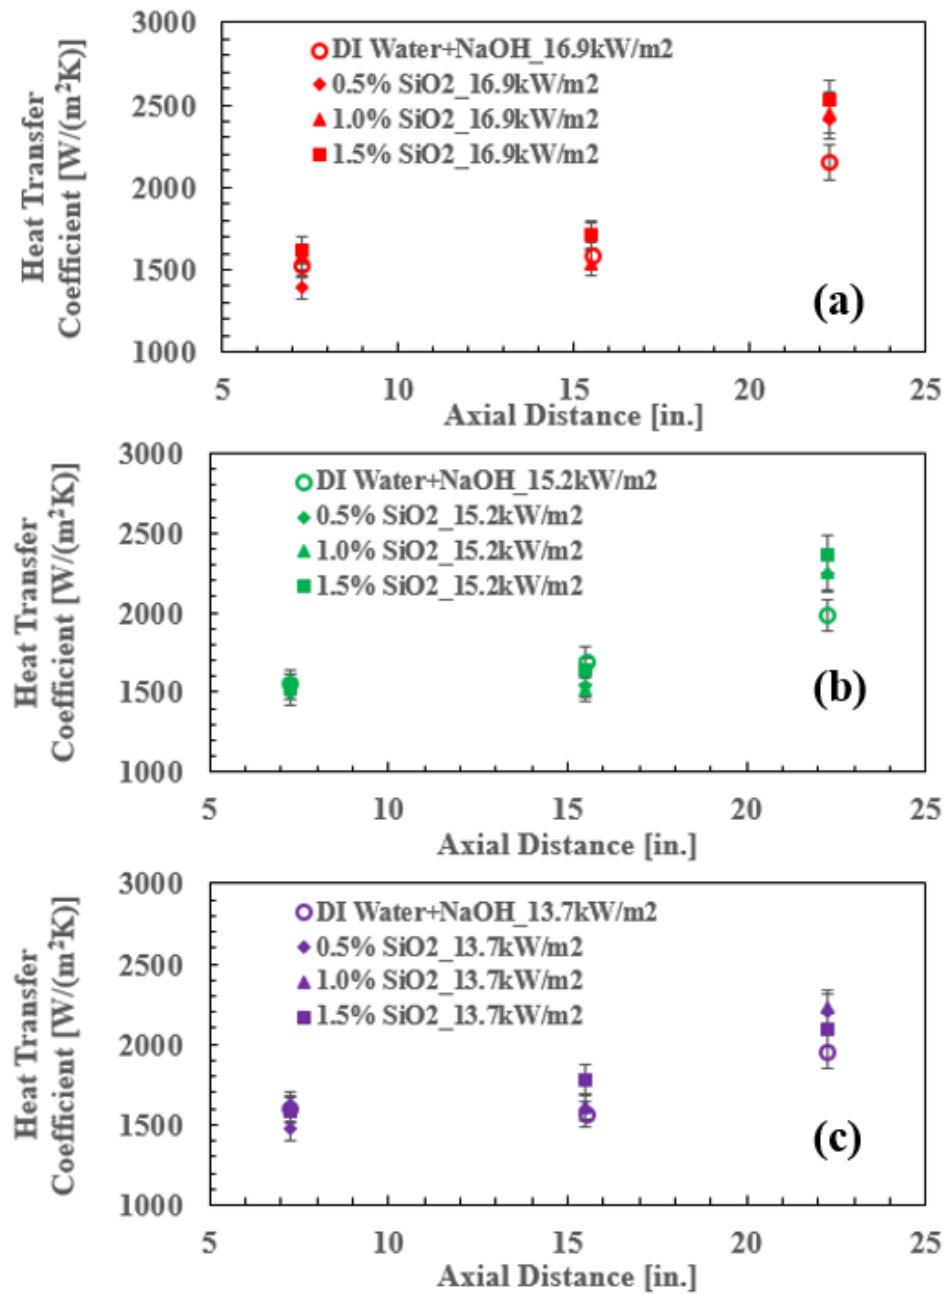 3000
2500
2000
1500
1000
Heat Transfer
Coefficient [W/(m²K)]
DI Water+NaOH_16.9kW/m2
0.5% SiO2_16.9kW/m2
1.0% SiO2_16.9kW/m2
1.5% SiO2_16.9kW/m2
(a)
5 10 15 20 25
Axial Distance [in.]
3000
2500
2000
1500
1000
Heat Transfer
Coefficient [W/(m²K)]
DI Water+NaOH_15.2kW/m2
0.5% SiO2_15.2kW/m2
1.0% SiO2_15.2kW/m2
1.5% SiO2_15.2kW/m2
(b)
5 10 15 20 25
Axial Distance [in.]
3000
2500
2000
1500
1000
Heat Transfer
Coefficient [W/(m²K)]
DI Water+NaOH_13.7kW/m2
0.5% SiO2_13.7kW/m2
1.0% SiO2_13.7kW/m2
1.5% SiO2_13.7kW/m2
(c)
5 10 15 20 25
Axial Distance [in.]